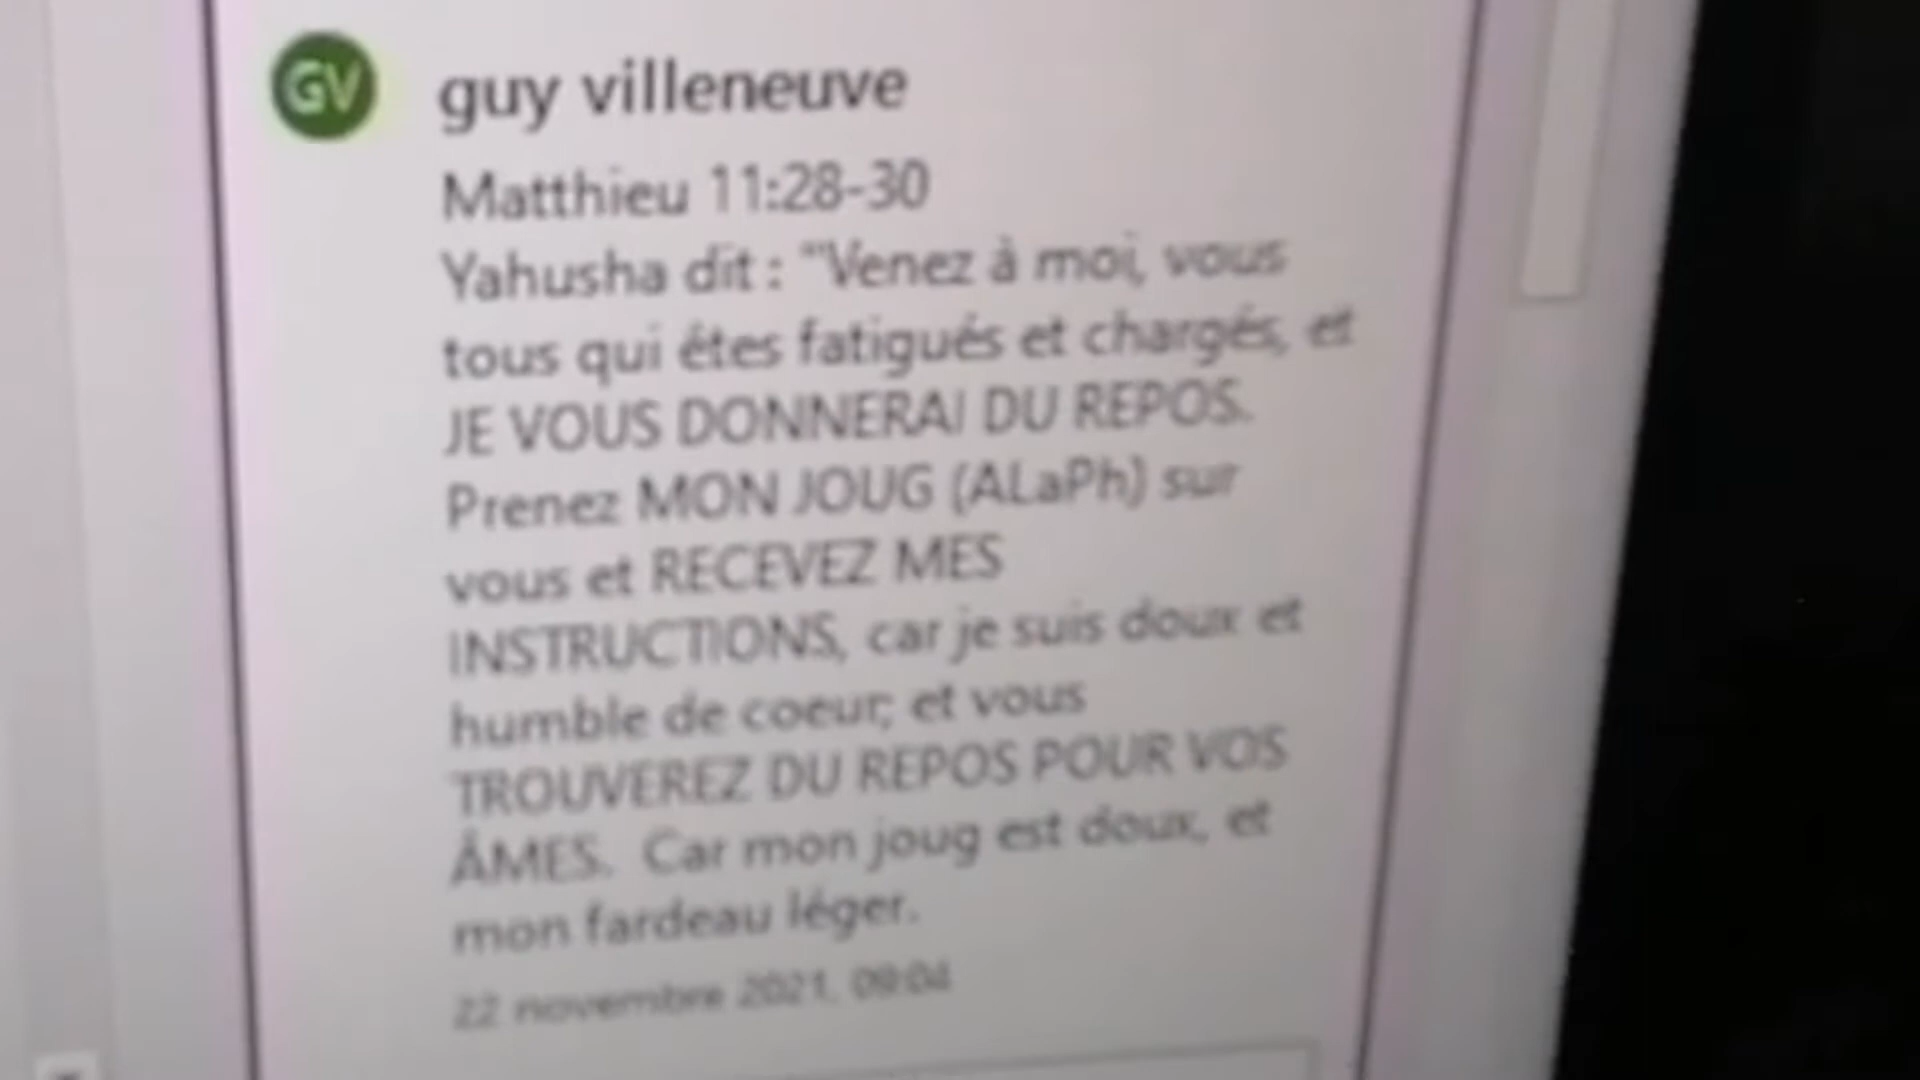 GV
guy villeneuve
Matthieu 11:28-30
Yahusha dit : "Venez à moi, vous
tous qui êtes fatigués et chargés, et
JE VOUS DONNERAI DU REPOS.
Prenez MON JOUG (ALaPh) sur
vous et RECEVEZ MES
INSTRUCTIONS, car je suis doux et
humble de coeur; et vous
TROUVEREZ DU REPOS POUR VOS
ÂMES. Car mon joug est doux, et
mon fardeau léger.
22 novembre 2021, 09:04